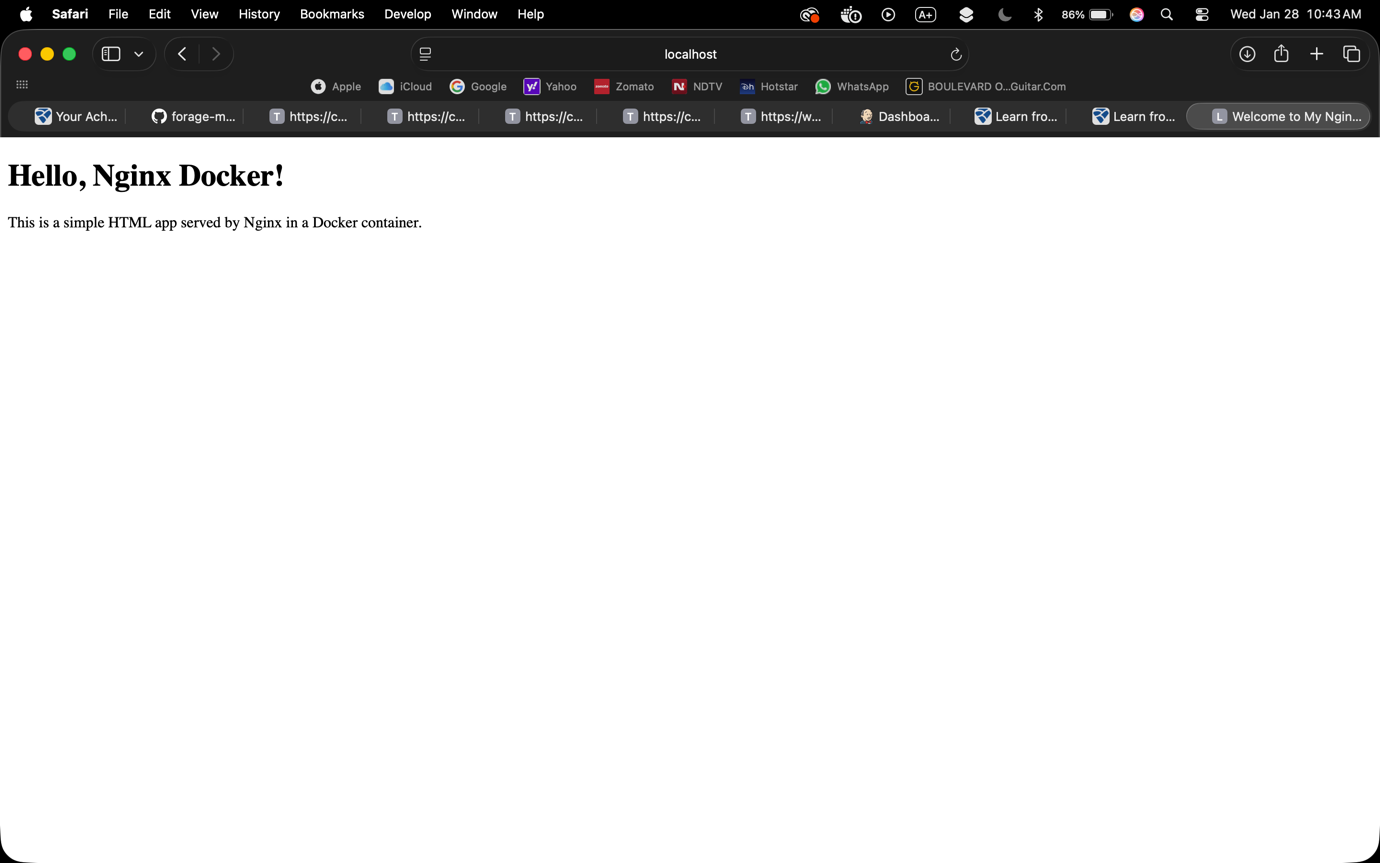 Safari File Edit View History Bookmarks Develop Window Help A+ 86% Wed Jan 28 10:43 AM
localhost
Apple iCloud Google Yahoo Zomato NDTV Hotstar WhatsApp BOULEVARD O...Guitar.Com
Your Ach... forage-m... T https://c... T https://c... T https://c... T https://c... T https://w... Dashboa... Learn fro... Learn fro... L Welcome to My Ngin...
Hello, Nginx Docker!
This is a simple HTML app served by Nginx in a Docker container.